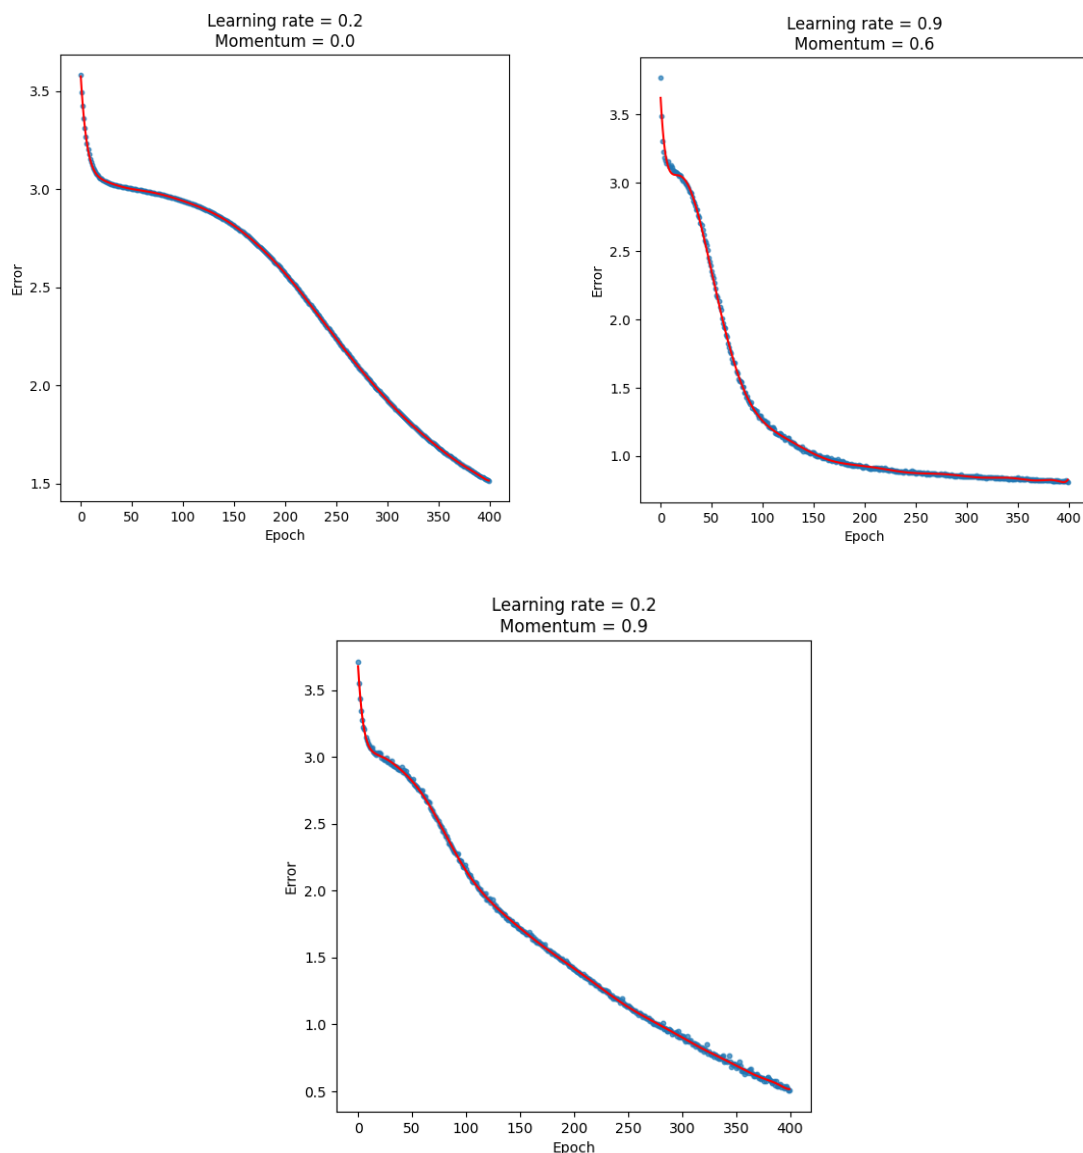 Learning rate = 0.2
Momentum = 0.0
3.5
3.0
2.5
2.0
1.5
Error
0 50 100 150 200 250 300 350 400
Epoch
Learning rate = 0.9
Momentum = 0.6
3.5
3.0
2.5
2.0
1.5
1.0
Error
0 50 100 150 200 250 300 350 400
Epoch
Learning rate = 0.2
Momentum = 0.9
3.5
3.0
2.5
2.0
1.5
1.0
0.5
Error
0 50 100 150 200 250 300 350 400
Epoch